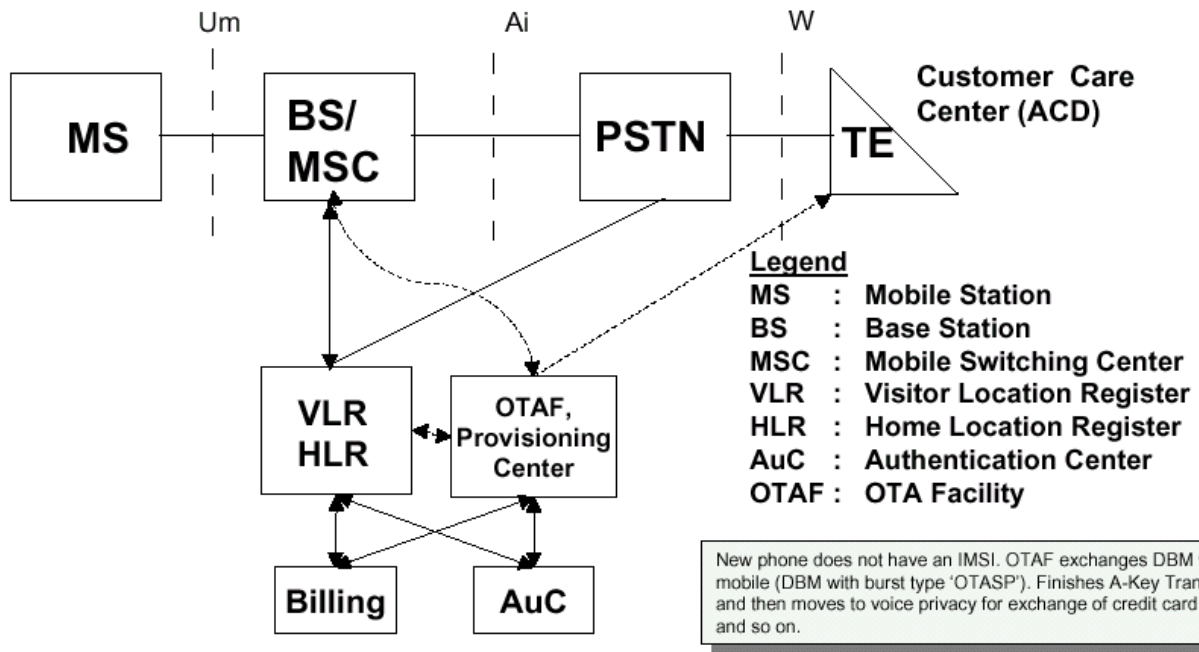 Um
Ai
W
MS
BS/
MSC
PSTN
TE
Customer Care
Center (ACD)
VLR
HLR
OTAF,
Provisioning
Center
Billing
AuC
Legend
MS : Mobile Station
BS : Base Station
MSC : Mobile Switching Center
VLR : Visitor Location Register
HLR : Home Location Register
AuC : Authentication Center
OTAF : OTA Facility
New phone does not have an IMSI. OTAF exchanges DBM
mobile (DBM with burst type 'OTASP'). Finishes A-Key Tran
and then moves to voice privacy for exchange of credit card
and so on.